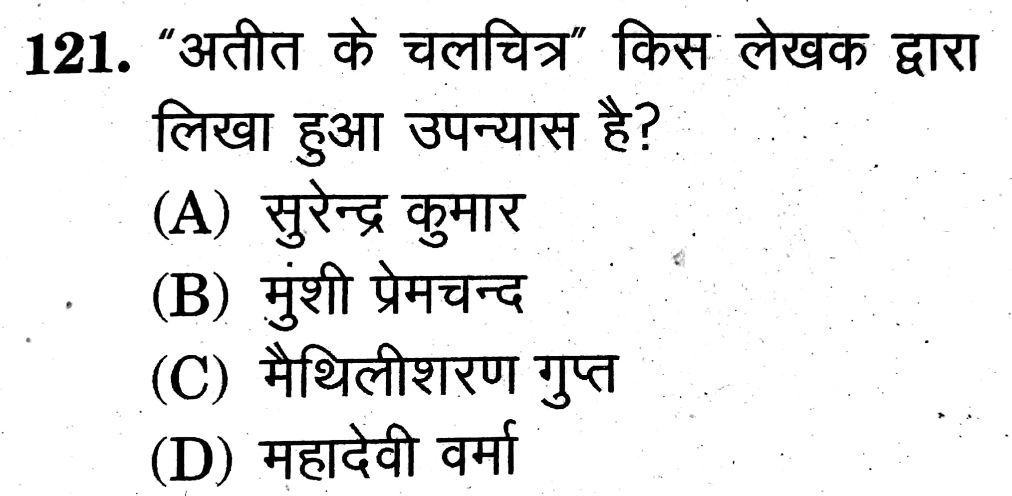 121. "अतीत के चलचित्र" किस लेखक द्वारा
लिखा हुआ उपन्यास है?
(A) सुरेन्द्र कुमार
(B) मुंशी प्रेमचन्द
(C) मैथिलीशरण गुप्त
(D) महादेवी वर्मा